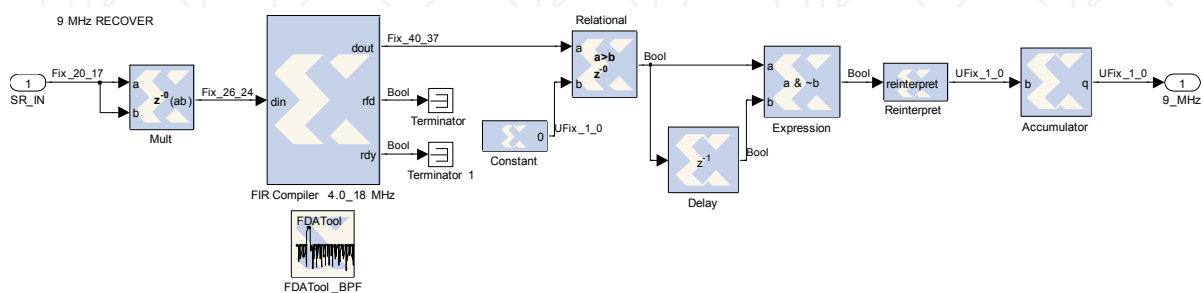 9 MHz RECOVER
1
SR_IN
Fix_20_17
a
b
z-0 (ab)
Mult
Fix_26_24
din
dout
rfd
rdy
FIR Compiler 4.0_18 MHz
FDATool
FDATool _BPF
Fix_40_37
Bool
Terminator
Bool
Terminator 1
Relational
a
b
a>b
z-0
0
Constant
UFix_1_0
Bool
z-1
Delay
Bool
a
b
a & ~b
Expression
Bool
reinterpret
Reinterpret
UFix_1_0
b
q
Accumulator
UFix_1_0
1
9_MHz